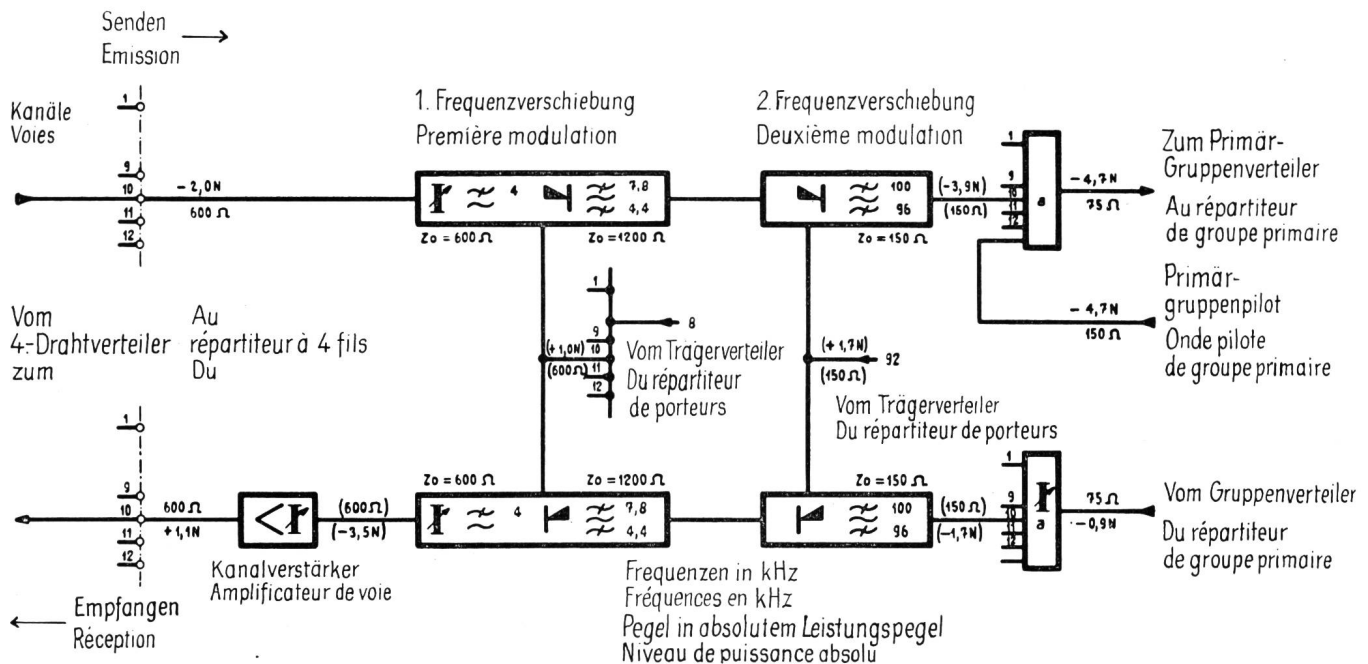 Senden
Emission
Kanäle
Voies
1
9
10
11
12
– 2,0N
600 Ω
1. Frequenzverschiebung
Première modulation
4
7,8
4,4
Zo = 600 Ω
Zo = 1200 Ω
2. Frequenzverschiebung
Deuxième modulation
100
96
Zo = 150 Ω
(–3,9N)
(150 Ω)
1
9
10
11
12
a
– 4,7N
75 Ω
Zum Primär-
Gruppenverteiler
Au répartiteur
de groupe primaire
Primär-
gruppenpilot
Onde pilote
de groupe primaire
– 4,7N
150 Ω
Vom
4-Drahtverteiler
zum
Au
répartiteur à 4 fils
Du
1
8
9
10
11
12
(+1,0N)
(600 Ω)
Vom Trägerverteiler
Du répartiteur
de porteurs
(+1,7N)
(150 Ω)
92
Vom Trägerverteiler
Du répartiteur de porteurs
1
9
10
11
12
600 Ω
+1,1N
Kanalverstärker
Amplificateur de voie
(600 Ω)
(–3,5N)
Zo = 600 Ω
Zo = 1200 Ω
4
7,8
4,4
Zo = 150 Ω
100
96
(150 Ω)
(–1,7N)
1
9
12
a
75 Ω
–0,9N
Vom Gruppenverteiler
Du répartiteur
de groupe primaire
Empfangen
Réception
Frequenzen in kHz
Fréquences en kHz
Pegel in absolutem Leistungspegel
Niveau de puissance absolu